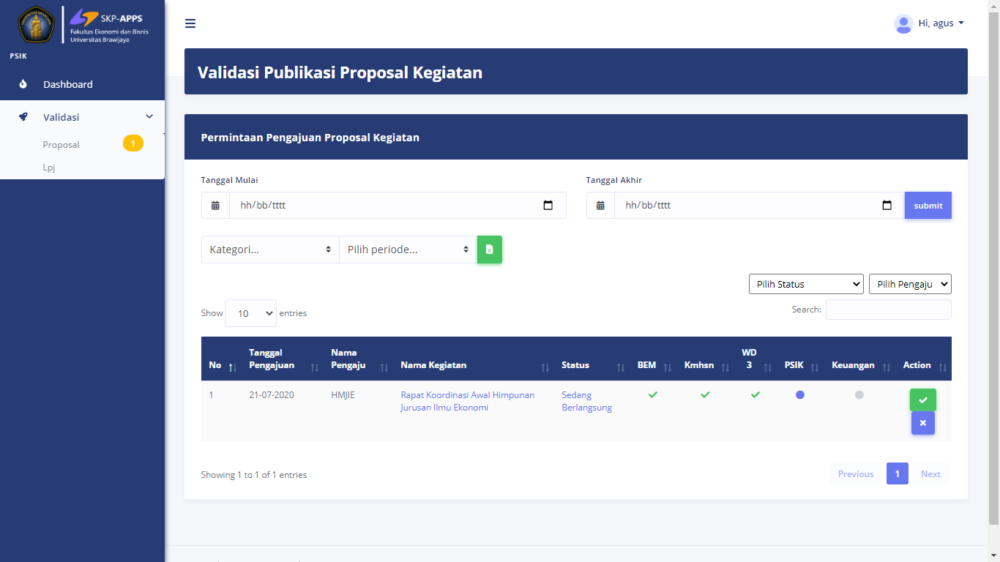 SKP-APPS
Fakultas Ekonomi dan Bisnis
Universitas Brawijaya
PSIK
Dashboard
Validasi
Proposal 1
Lpj
Hi, agus
Validasi Publikasi Proposal Kegiatan
Permintaan Pengajuan Proposal Kegiatan
Tanggal Mulai Tanggal Akhir
hh/bb/tttt hh/bb/tttt submit
Kategori... Pilih periode...
Pilih Status Pilih Pengaju
Show 10 entries Search:
No Tanggal Pengajuan Nama Pengaju Nama Kegiatan Status BEM Kmhsn WD 3 PSIK Keuangan Action
1 21-07-2020 HMJIE Rapat Koordinasi Awal Himpunan Sedang
Jurusan Ilmu Ekonomi Berlangsung
Showing 1 to 1 of 1 entries Previous 1 Next